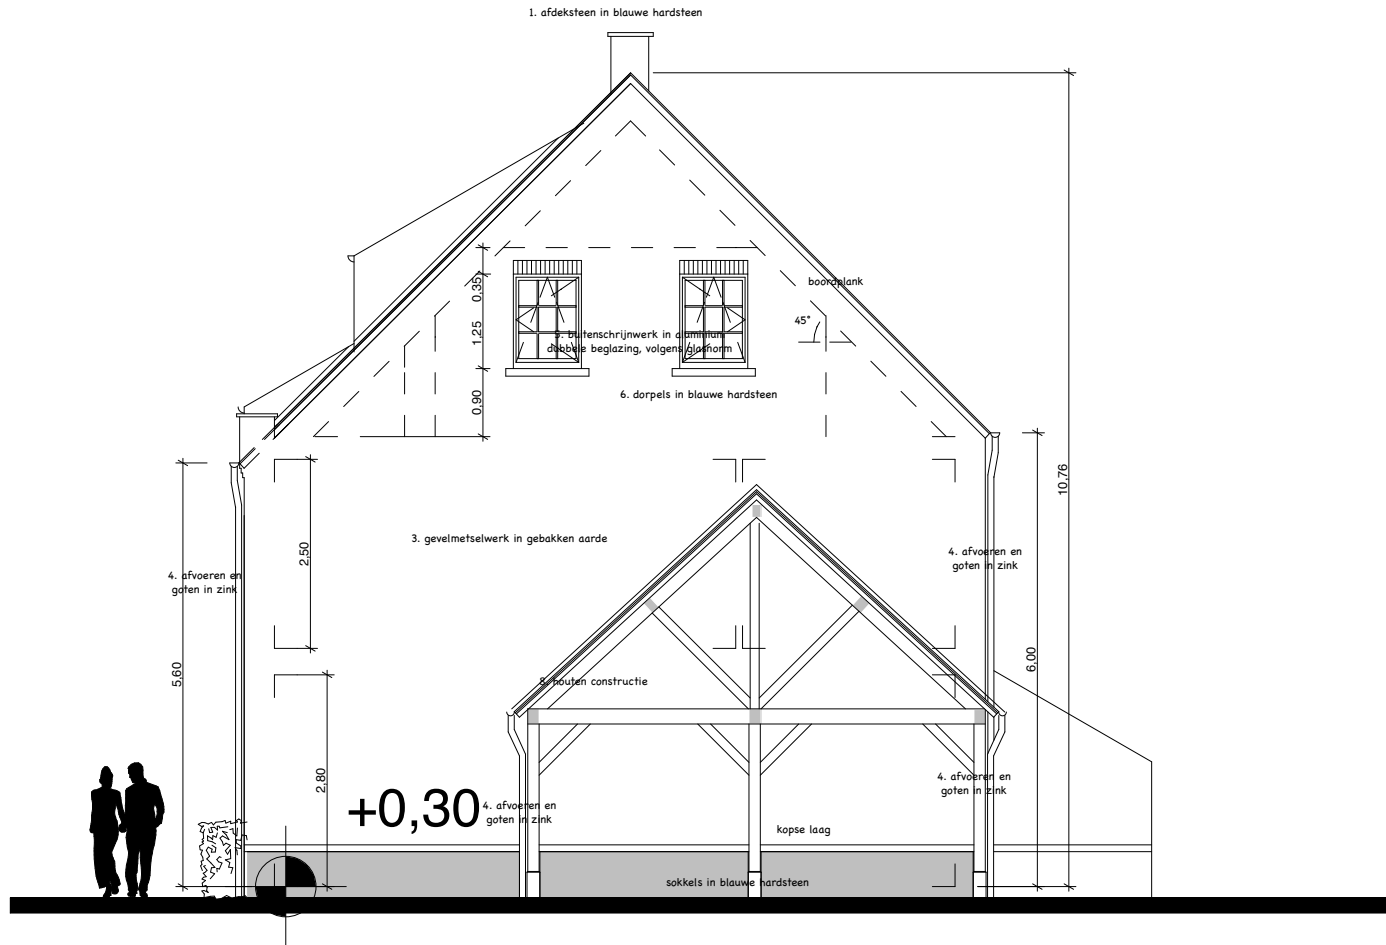 1. afdeksteen in blauwe hardsteen
boordplank
0,35
45°
1,25
5. buitenschrijnwerk in aluminium
dubbele beglazing, volgens glasnorm
6. dorpels in blauwe hardsteen
0,90
10,76
3. gevelmetselwerk in gebakken aarde
2,50
4. afvoeren en
goten in zink
4. afvoeren en
goten in zink
5,60
6,00
8. houten constructie
2,80
4. afvoeren en
goten in zink
+0,30
4. afvoeren en
goten in zink
kopse laag
sokkels in blauwe hardsteen